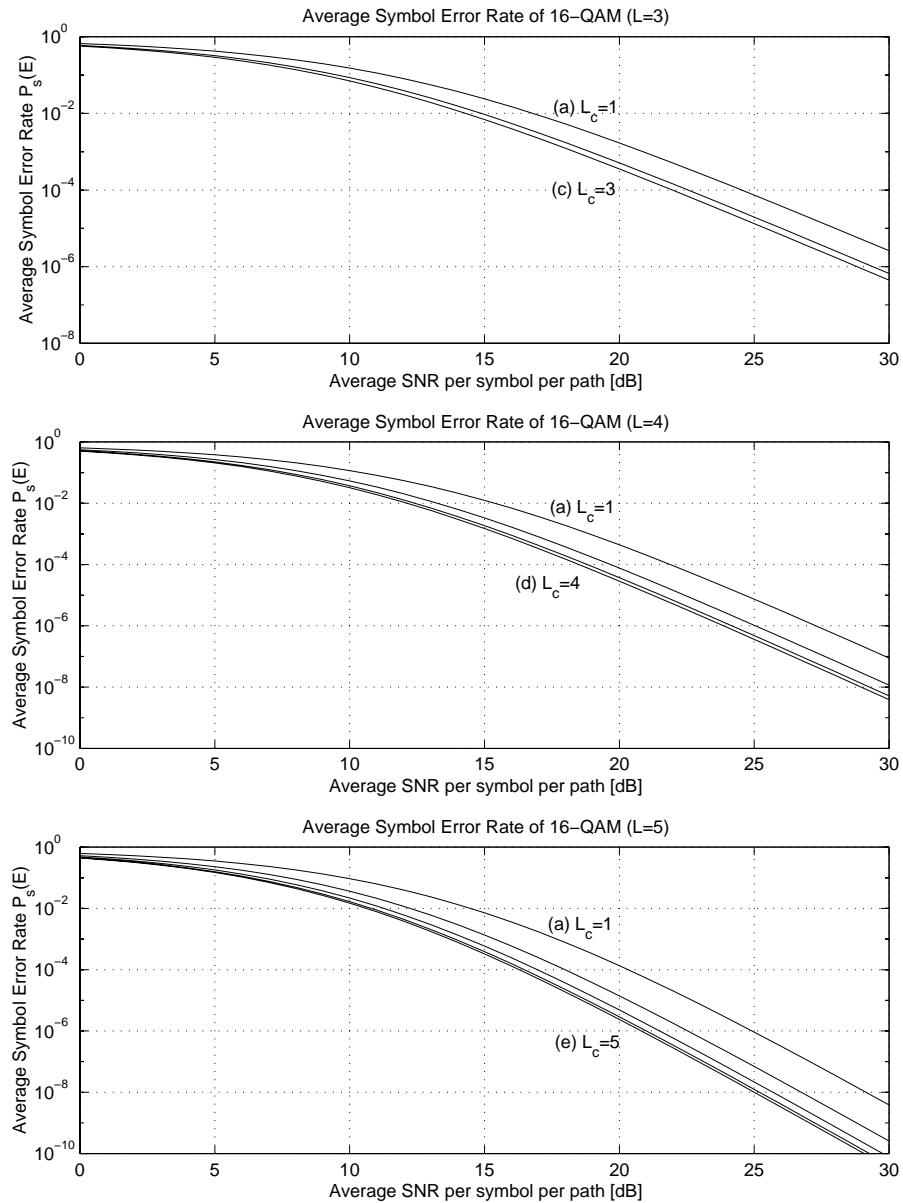 Average Symbol Error Rate of 16−QAM (L=3)
10^0
10^−2
10^−4
10^−6
10^−8
Average Symbol Error Rate P_s(E)
(a) L_c=1
(c) L_c=3
0 5 10 15 20 25 30
Average SNR per symbol per path [dB]
Average Symbol Error Rate of 16−QAM (L=4)
10^0
10^−2
10^−4
10^−6
10^−8
10^−10
Average Symbol Error Rate P_s(E)
(a) L_c=1
(d) L_c=4
0 5 10 15 20 25 30
Average SNR per symbol per path [dB]
Average Symbol Error Rate of 16−QAM (L=5)
10^0
10^−2
10^−4
10^−6
10^−8
10^−10
Average Symbol Error Rate P_s(E)
(a) L_c=1
(e) L_c=5
0 5 10 15 20 25 30
Average SNR per symbol per path [dB]